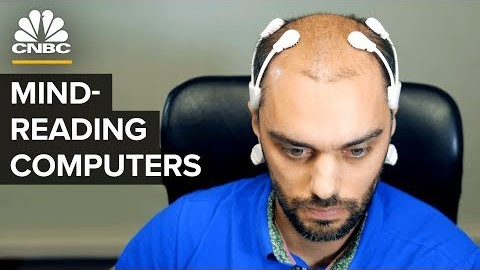 CNBC
MIND-
READING
COMPUTERS